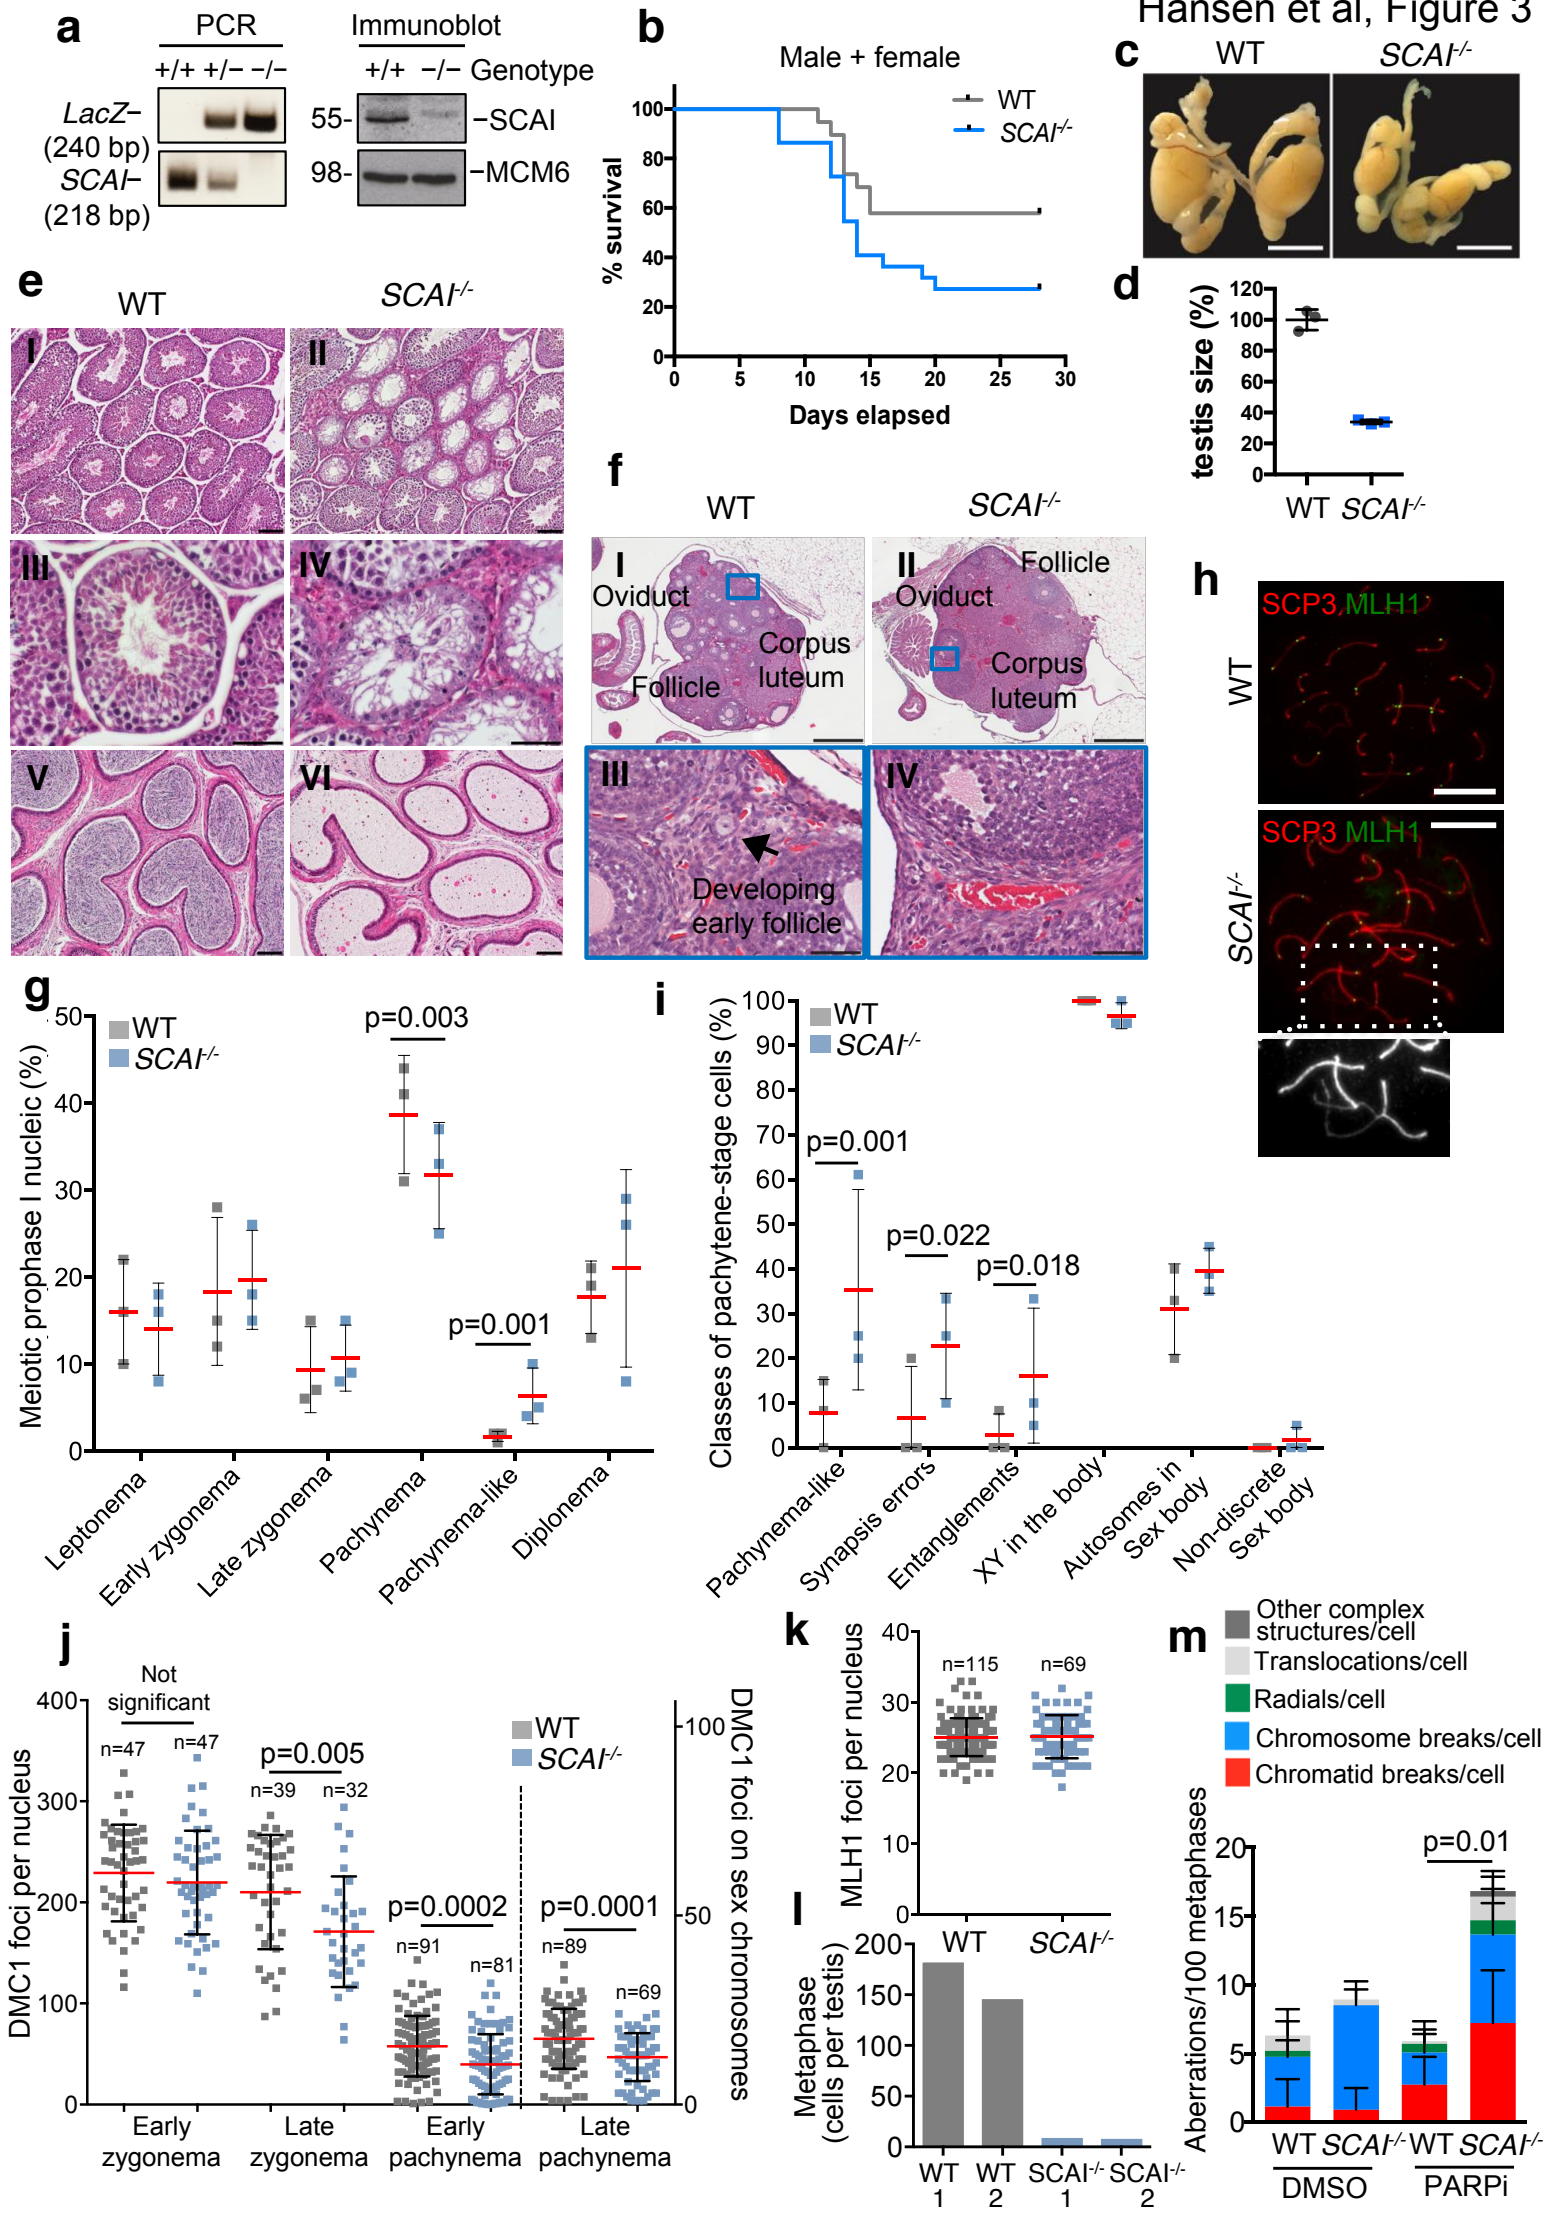 Hansen et al, Figure 3
a
PCR
Immunoblot
+/+ +/− −/−
+/+ −/− Genotype
LacZ–
(240 bp)
SCAI–
(218 bp)
55-
–SCAI
98-
–MCM6
b
Male + female
WT
SCAI-/-
% survival
100
80
60
40
20
0
0 5 10 15 20 25 30
Days elapsed
c
WT
SCAI-/-
d
testis size (%)
120
100
80
60
40
20
0
WT SCAI-/-
e
WT
SCAI-/-
I
II
III
IV
V
VI
f
WT
SCAI-/-
I
Oviduct
Corpus
luteum
Follicle
II
Follicle
Oviduct
Corpus
luteum
III
Developing
early follicle
IV
h
WT
SCP3 MLH1
SCAI-/-
SCP3 MLH1
g
Meiotic prophase I nucleic (%)
50
40
30
20
10
0
WT
SCAI-/-
p=0.003
p=0.001
Leptonema
Early zygonema
Late zygonema
Pachynema
Pachynema-like
Diplonema
i
Classes of pachytene-stage cells (%)
100
90
80
70
60
50
40
30
20
10
0
WT
SCAI-/-
p=0.001
p=0.022
p=0.018
Pachynema-like
Synapsis errors
Entanglements
XY in the body
Autosomes in
Sex body
Non-discrete
Sex body
j
DMC1 foci per nucleus
400
300
200
100
0
Not
significant
n=47
n=47
p=0.005
n=39
n=32
p=0.0002
n=91
n=81
p=0.0001
n=89
n=69
WT
SCAI-/-
DMC1 foci on sex chromosomes
100
50
0
Early
zygonema
Late
zygonema
Early
pachynema
Late
pachynema
k
MLH1 foci per nucleus
40
30
20
10
0
n=115
n=69
WT
SCAI-/-
l
Metaphase
(cells per testis)
200
150
100
50
0
WT
1
WT
2
SCAI-/-
1
SCAI-/-
2
m
Other complex
structures/cell
Translocations/cell
Radials/cell
Chromosome breaks/cell
Chromatid breaks/cell
Aberrations/100 metaphases
20
15
10
5
0
p=0.01
WT SCAI-/- WT SCAI-/-
DMSO
PARPi